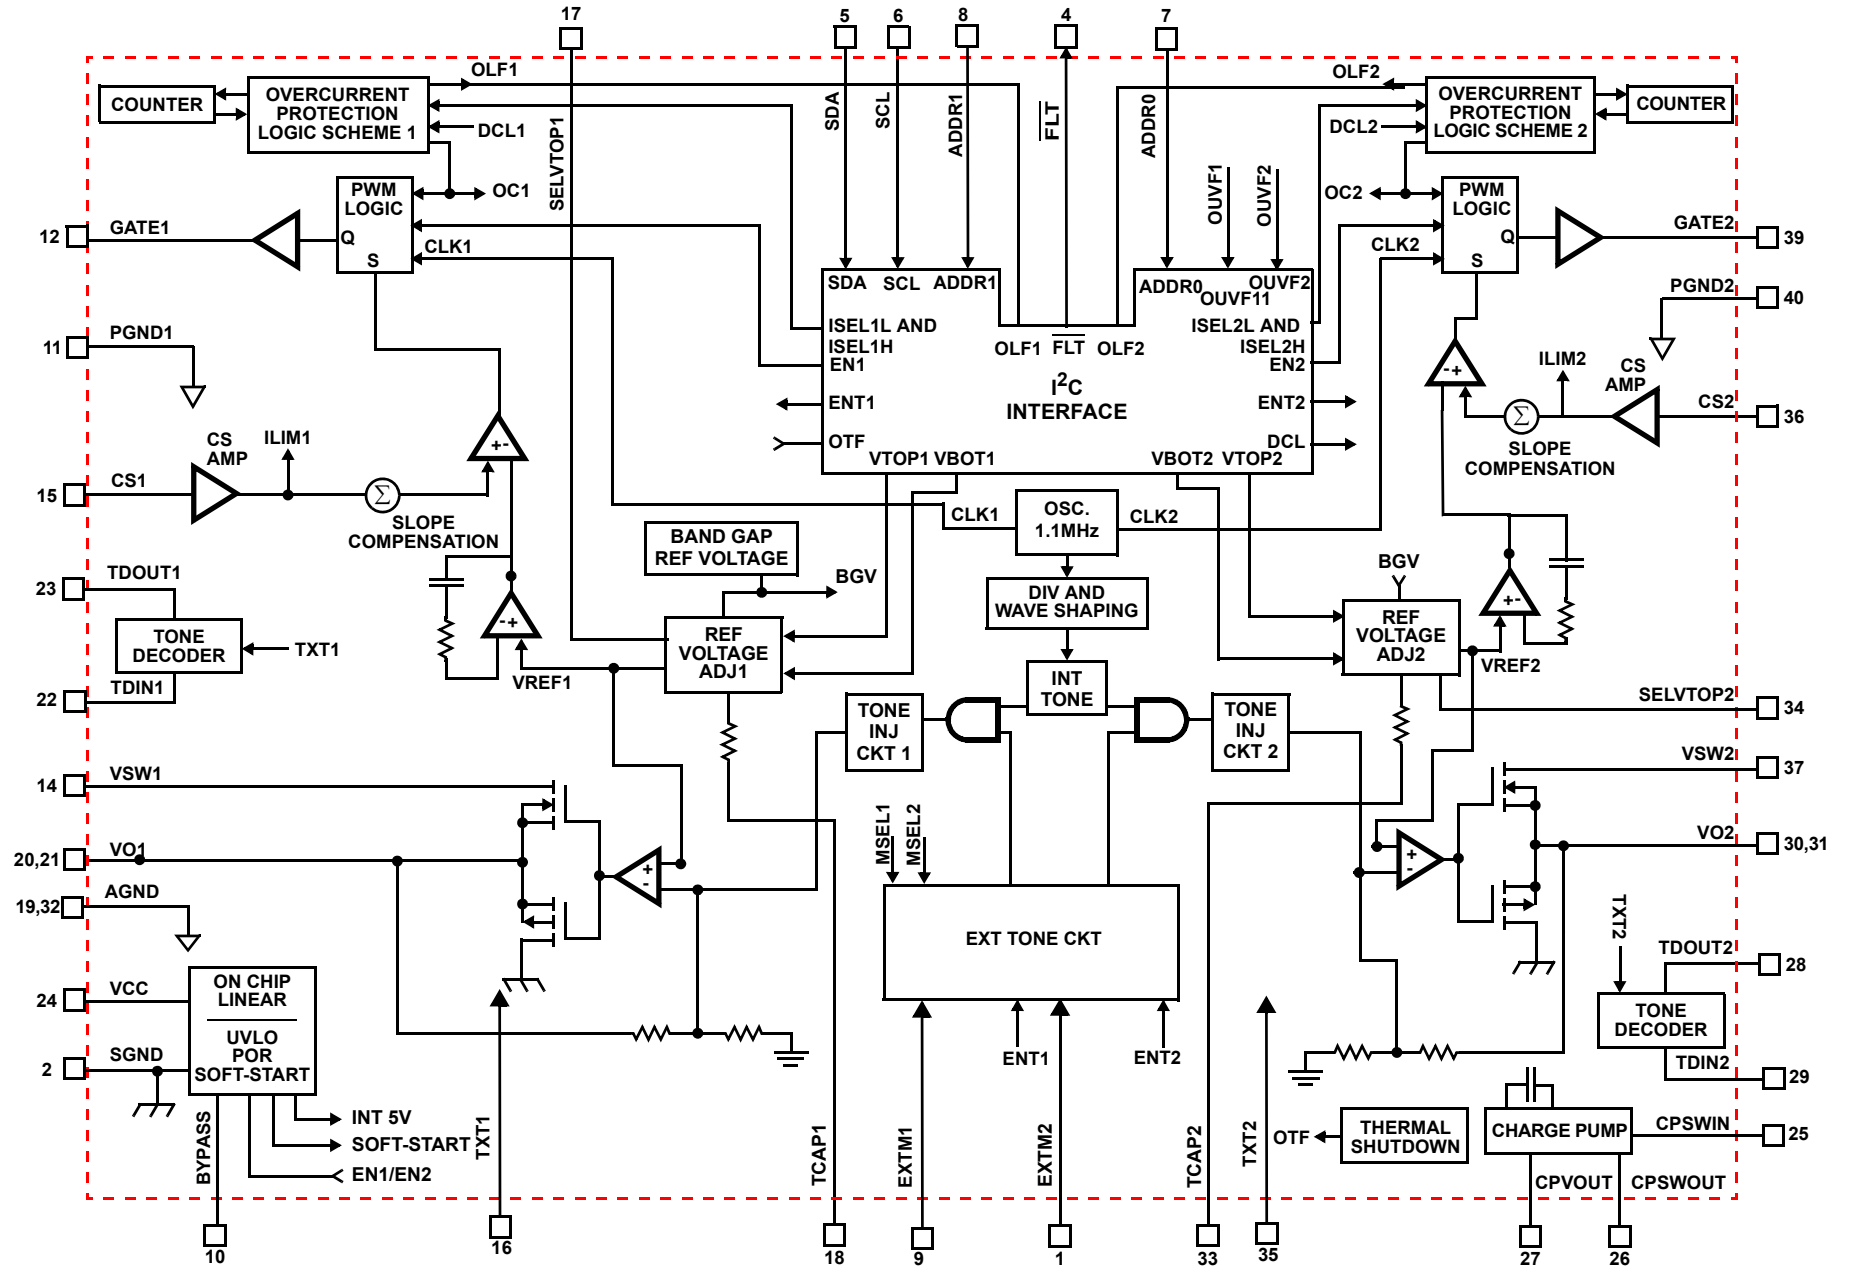 17
5
6
8
4
7
OLF1
OLF2
COUNTER
OVERCURRENT
PROTECTION
LOGIC SCHEME 1
DCL1
SELVTOP1
SDA
SCL
ADDR1
FLT
ADDR0
OUVF1
OUVF2
DCL2
OVERCURRENT
PROTECTION
LOGIC SCHEME 2
COUNTER
PWM
LOGIC
Q
S
OC1
CLK1
12
GATE1
OC2
CLK2
PWM
LOGIC
Q
S
GATE2
39
PGND2
40
11
PGND1
SDA
SCL
ADDR1
ADDR0
OUVF11
OUVF2
ISEL1L AND
ISEL1H
EN1
ENT1
OTF
VTOP1
VBOT1
OLF1
FLT
OLF2
I2C
INTERFACE
ISEL2L AND
ISEL2H
EN2
ENT2
DCL
VBOT2
VTOP2
-+
ILIM2
CS
AMP
CS2
36
Σ
SLOPE
COMPENSATION
CS
AMP
ILIM1
+-
15
CS1
Σ
SLOPE
COMPENSATION
CLK1
OSC.
1.1MHz
CLK2
BAND GAP
REF VOLTAGE
BGV
BGV
23
TDOUT1
TONE
DECODER
TXT1
22
TDIN1
-+
VREF1
REF
VOLTAGE
ADJ1
DIV AND
WAVE SHAPING
INT
TONE
REF
VOLTAGE
ADJ2
+-
VREF2
SELVTOP2
34
TONE
INJ
CKT 1
TONE
INJ
CKT 2
14
VSW1
VSW2
37
20,21
VO1
+
-
MSEL1
MSEL2
+
-
VO2
30,31
19,32
AGND
EXT TONE CKT
TXT2
TDOUT2
28
24
VCC
ON CHIP
LINEAR
UVLO
POR
SOFT-START
TONE
DECODER
2
SGND
ENT1
ENT2
TDIN2
29
INT 5V
SOFT-START
EN1/EN2
BYPASS
TXT1
TCAP1
EXTM1
EXTM2
TCAP2
TXT2
OTF
THERMAL
SHUTDOWN
CHARGE PUMP
CPSWIN
25
CPVOUT
CPSWOUT
10
16
18
9
1
33
35
27
26